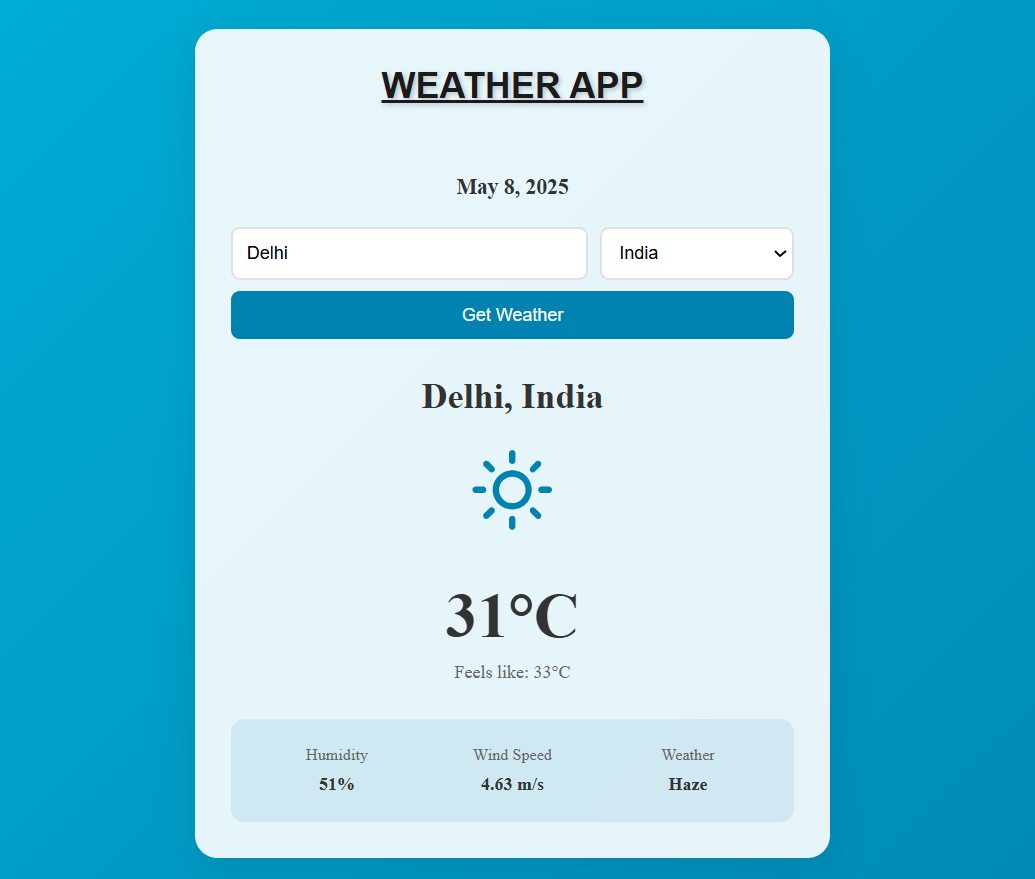 WEATHER APP
May 8, 2025
Delhi India
Get Weather
Delhi, India
31°C
Feels like: 33°C
Humidity Wind Speed Weather
51% 4.63 m/s Haze